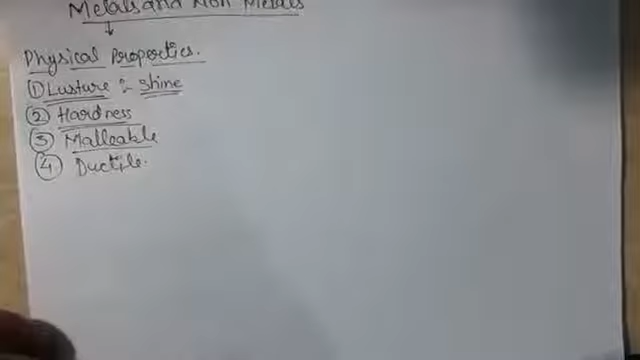 Metals and Non Metals
Physical Properties.
① Lusture :- Shine
② Hardness
③ Malleable
④ Ductile.